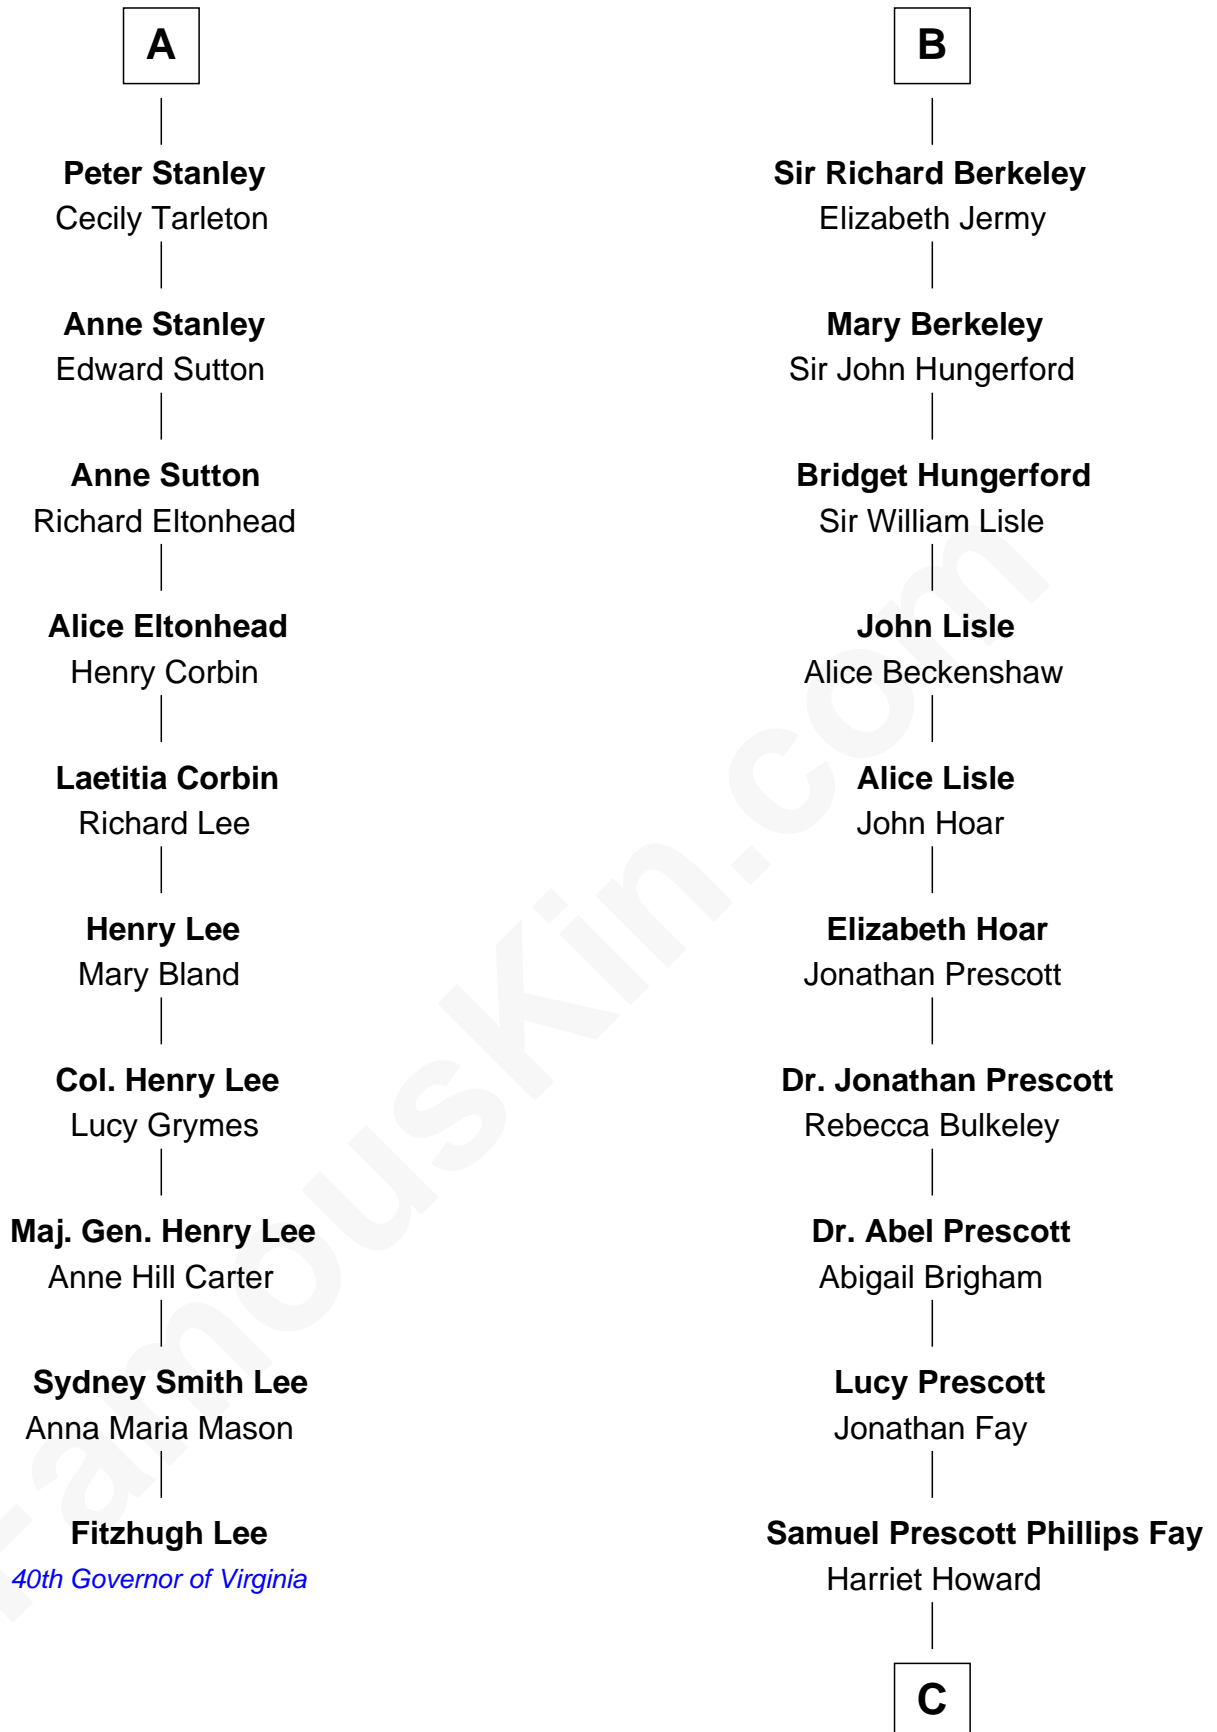 A
Peter Stanley
Cecily Tarleton
Anne Stanley
Edward Sutton
Anne Sutton
Richard Eltonhead
Alice Eltonhead
Henry Corbin
Laetitia Corbin
Richard Lee
Henry Lee
Mary Bland
Col. Henry Lee
Lucy Grymes
Maj. Gen. Henry Lee
Anne Hill Carter
Sydney Smith Lee
Anna Maria Mason
Fitzhugh Lee
40th Governor of Virginia
B
Sir Richard Berkeley
Elizabeth Jermy
Mary Berkeley
Sir John Hungerford
Bridget Hungerford
Sir William Lisle
John Lisle
Alice Beckenshaw
Alice Lisle
John Hoar
Elizabeth Hoar
Jonathan Prescott
Dr. Jonathan Prescott
Rebecca Bulkeley
Dr. Abel Prescott
Abigail Brigham
Lucy Prescott
Jonathan Fay
Samuel Prescott Phillips Fay
Harriet Howard
C
FamousKin.com